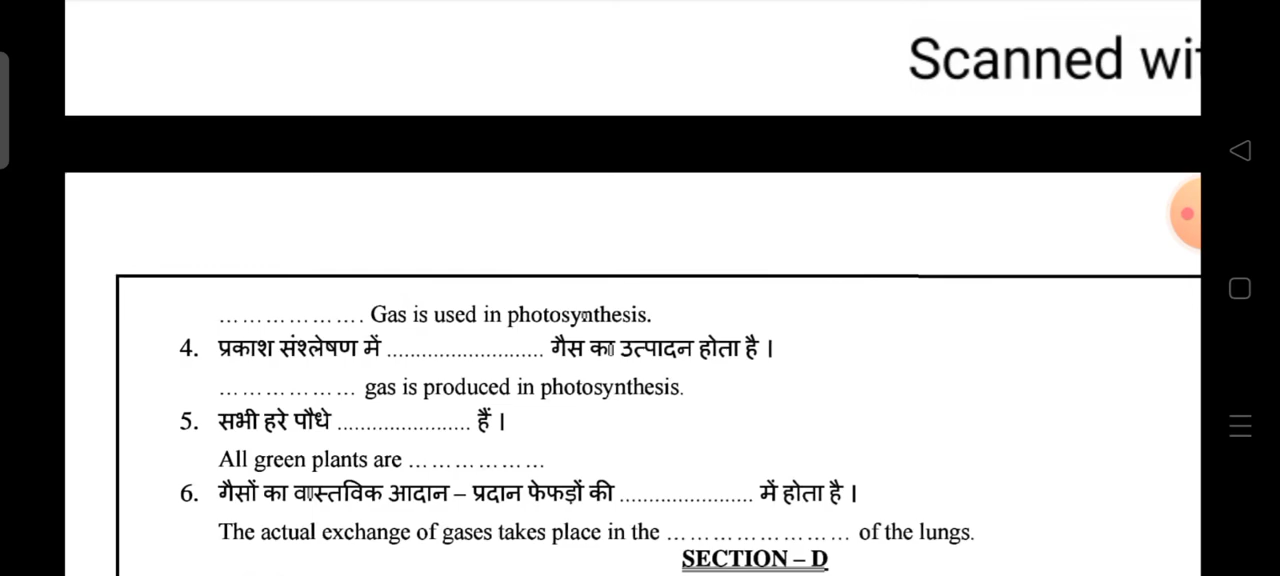 Scanned wi
.................. Gas is used in photosynthesis.
4. प्रकाश संश्लेषण में ........................... गैस का उत्पादन होता है ।
.................. gas is produced in photosynthesis.
5. सभी हरे पौधे ....................... हैं ।
All green plants are ..................
6. गैसों का वास्तविक आदान – प्रदान फेफड़ों की ....................... में होता है ।
The actual exchange of gases takes place in the ........................ of the lungs.
SECTION – D